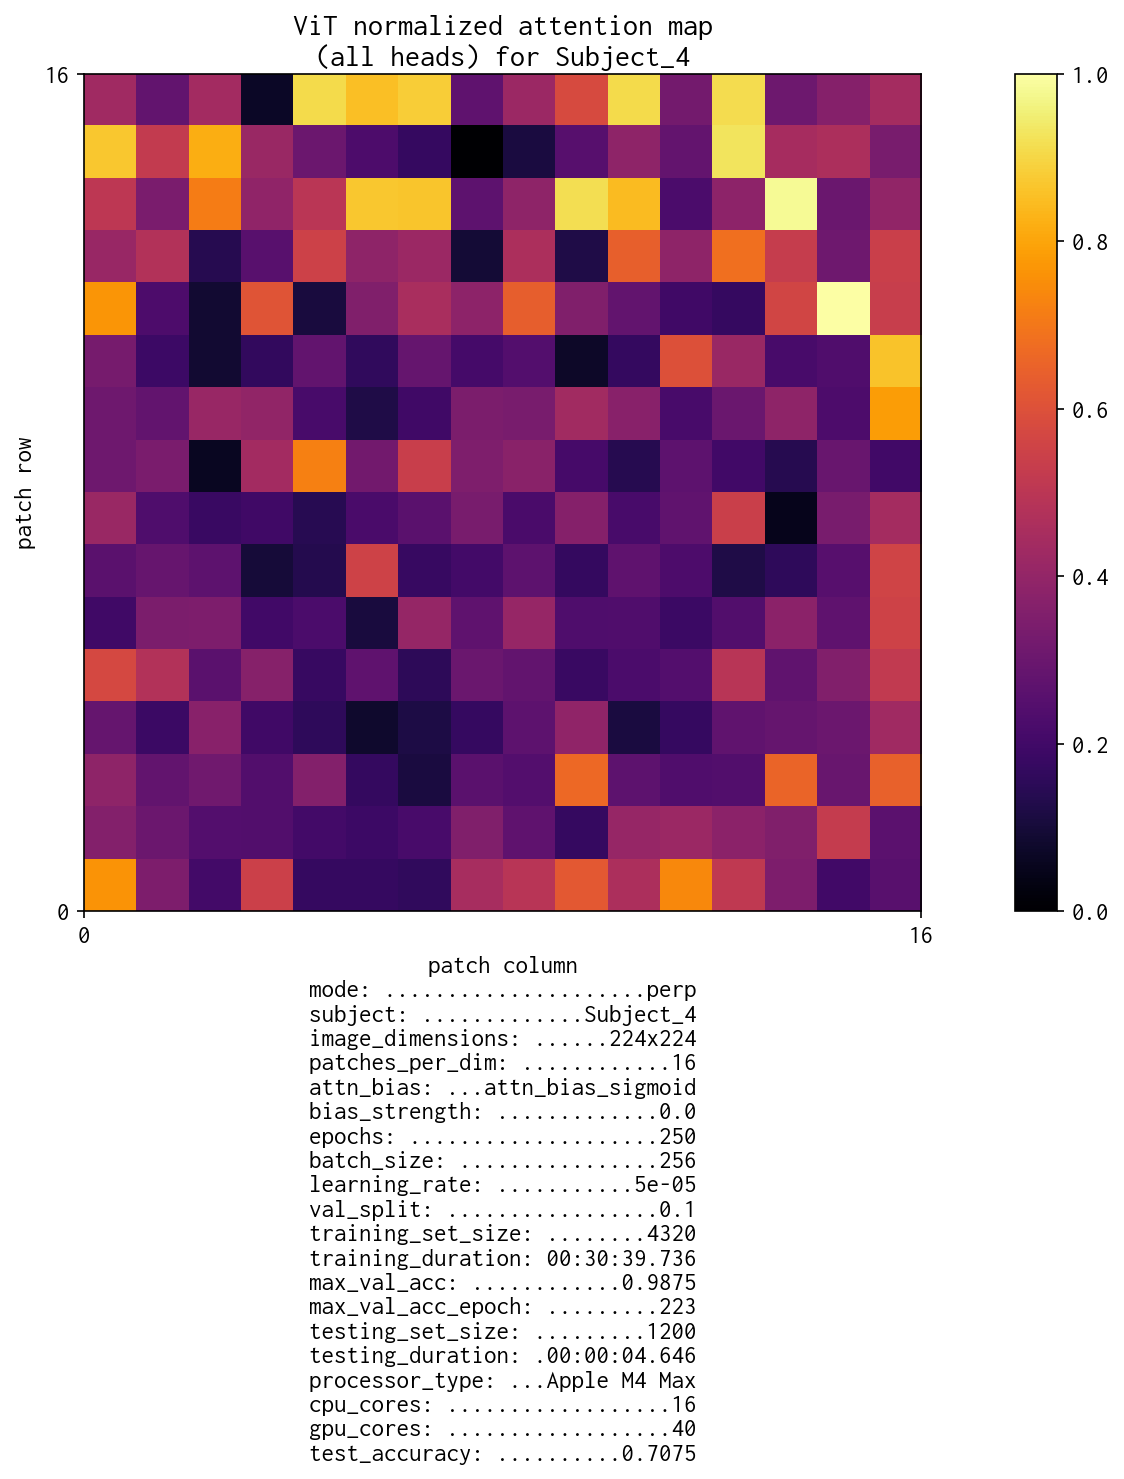 ViT normalized attention map
(all heads) for Subject_4
16
1.0
0.8
0.6
0.4
0.2
0.0
patch row
0
0
16
patch column
mode: .....................perp
subject: .............Subject_4
image_dimensions: ......224x224
patches_per_dim: ............16
attn_bias: ...attn_bias_sigmoid
bias_strength: .............0.0
epochs: ....................250
batch_size: ................256
learning_rate: ...........5e-05
val_split: .................0.1
training_set_size: ........4320
training_duration: 00:30:39.736
max_val_acc: ............0.9875
max_val_acc_epoch: .........223
testing_set_size: .........1200
testing_duration: .00:00:04.646
processor_type: ...Apple M4 Max
cpu_cores: ..................16
gpu_cores: ..................40
test_accuracy: ..........0.7075